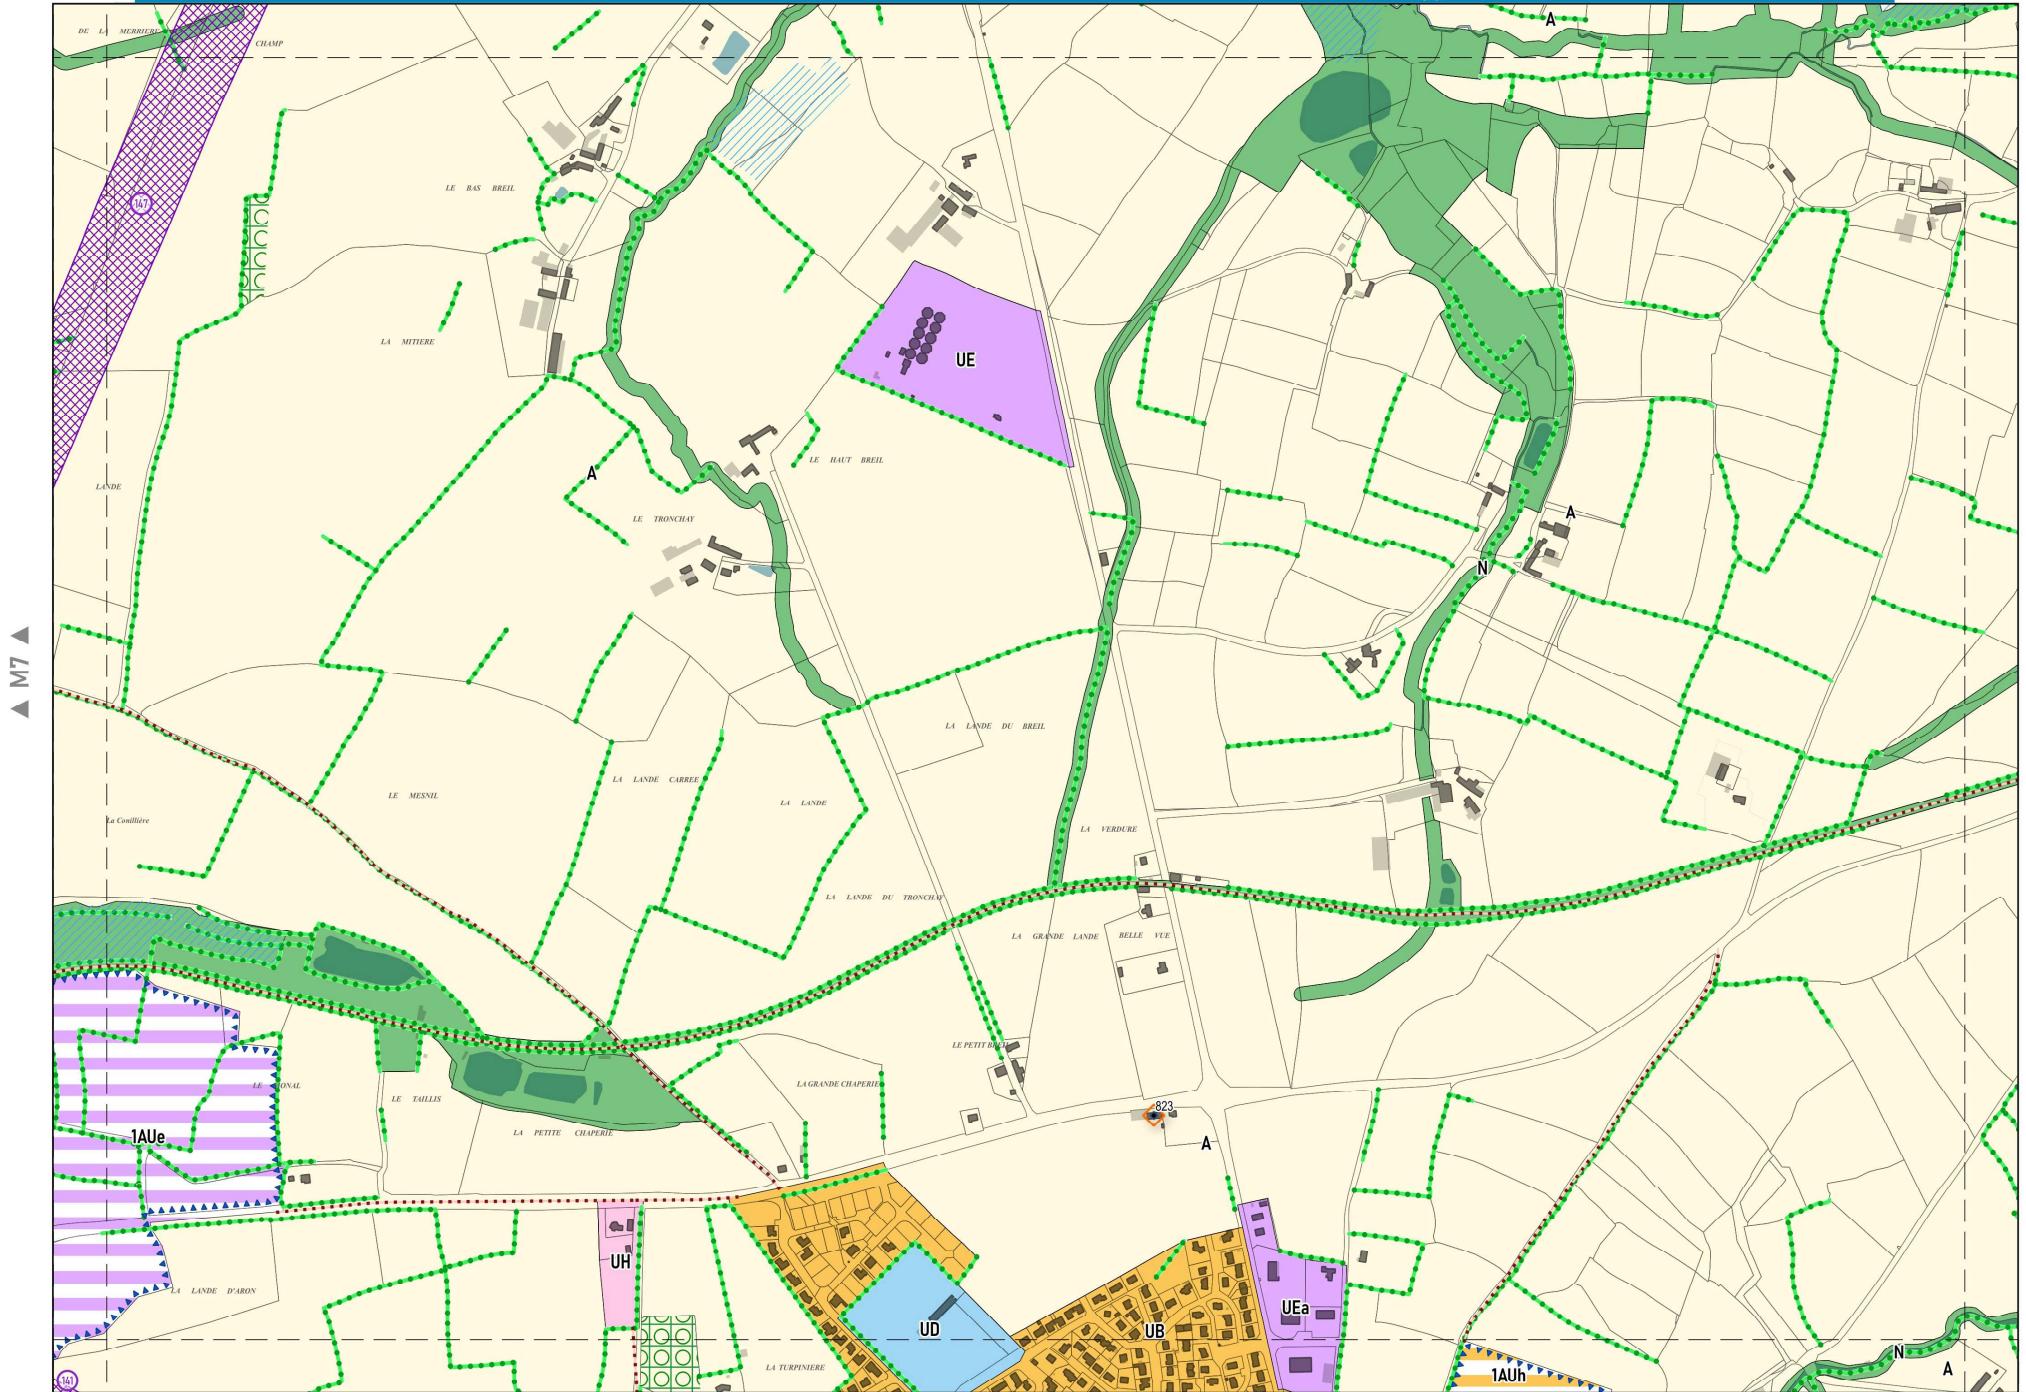 DE LA MERRIERE
CHAMP
A
147
LE BAS BREIL
LA MITIERE
UE
LE HAUT BREIL
A
LANDE
LE TRONCHAY
A
N
◄ M7 ►
LA LANDE DU BREIL
LA LANDE CARREE
LE MESNIL
LA LANDE
La Conillière
LA VERDURE
LA LANDE DU TRONCHAY
LA GRANDE LANDE
BELLE VUE
LE PETIT BREIL
LA GRANDE CHAPERIE
LE TAILLIS
823
LA PETITE CHAPERIE
1AUe
A
UH
LA LANDE D'ARON
UEa
UD
UB
N
LA TURPINIERE
A
1AUh
141